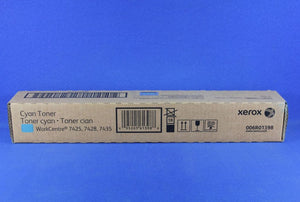 Cyan Toner
Toner cyan • Toner cian
WorkCentre® 7425, 7428, 7435
xerox
006R01398